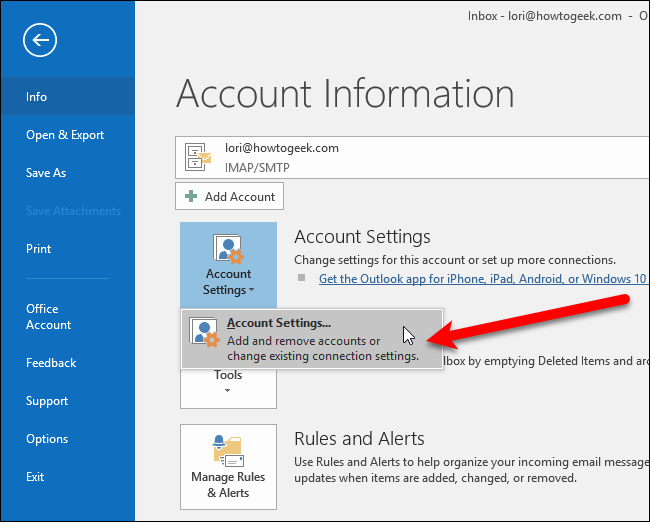 Inbox - lori@howtogeek.com - O
Info
Open & Export
Save As
Save Attachments
Print
Office
Account
Feedback
Support
Options
Exit
Account Information
lori@howtogeek.com
IMAP/SMTP
Add Account
Account
Settings
Account Settings
Change settings for this account or set up more connections.
Get the Outlook app for iPhone, iPad, Android, or Windows 10
Account Settings...
Add and remove accounts or
change existing connection settings.
Tools
lbox by emptying Deleted Items and arc
Manage Rules
& Alerts
Rules and Alerts
Use Rules and Alerts to help organize your incoming email message
updates when items are added, changed, or removed.